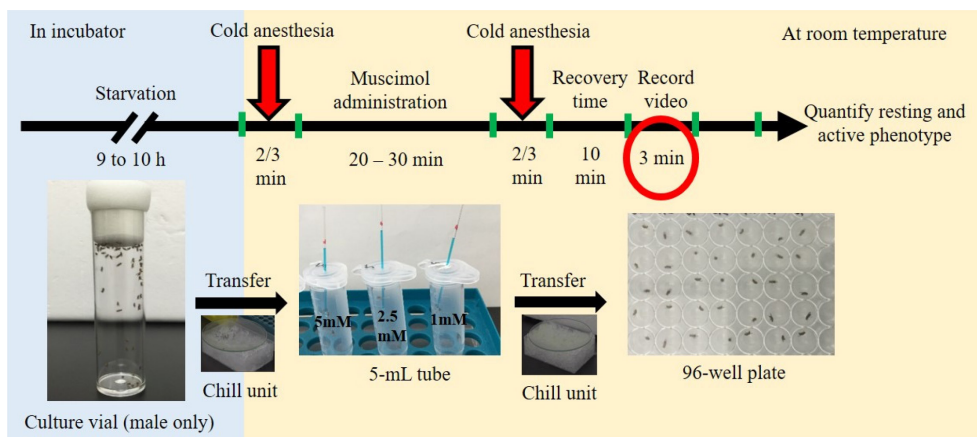 In incubator
Cold anesthesia
Cold anesthesia
At room temperature
Starvation
Muscimol
administration
Recovery
time
Record
video
Quantify resting and
active phenotype
9 to 10 h
2/3
min
20 – 30 min
2/3
min
10
min
3 min
Transfer
5mM
2.5
mM
1mM
Transfer
Chill unit
5-mL tube
Chill unit
96-well plate
Culture vial (male only)